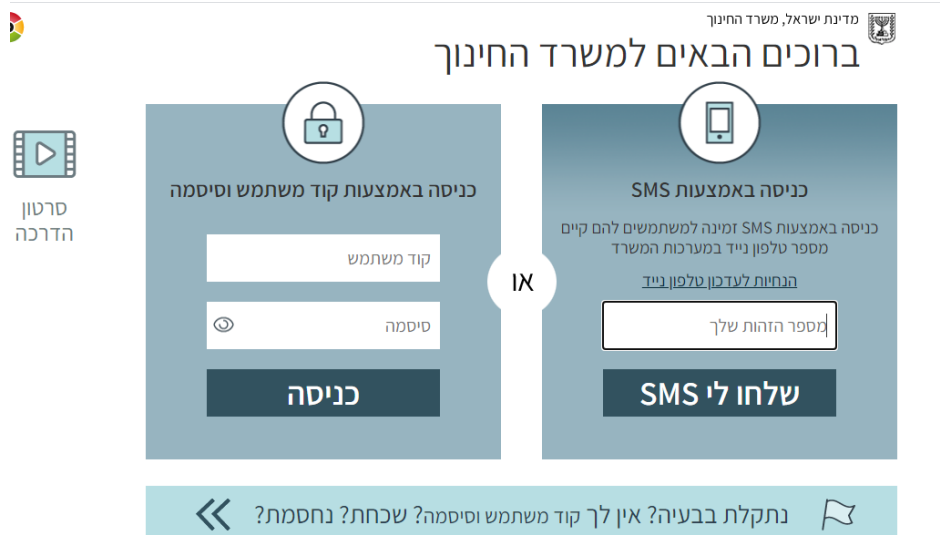 מדינת ישראל, משרד החינוך
ברוכים הבאים למשרד החינוך
כניסה באמצעות SMS
כניסה באמצעות SMS זמינה למשתמשים להם קיים
מספר טלפון נייד במערכות המשרד
הנחיות לעדכון טלפון נייד
מספר הזהות שלך
שלחו לי SMS
או
כניסה באמצעות קוד משתמש וסיסמה
קוד משתמש
סיסמה
כניסה
סרטון
הדרכה
נתקלת בבעיה? אין לך קוד משתמש וסיסמה? שכחת? נחסמת?